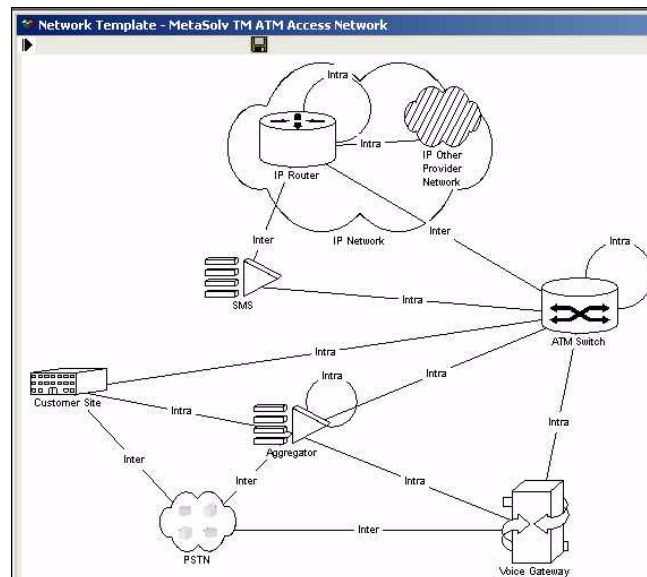 Network Template - MetaSolv TM ATM Access Network
Intra
Intra
IP Router
IP Other
Provider
Network
Inter
IP Network
Inter
Intra
SMS
Intra
ATM Switch
Intra
Intra
Intra
Customer Site
Intra
Aggregator
Intra
Inter
Inter
Intra
PSTN
Inter
Voice Gateway